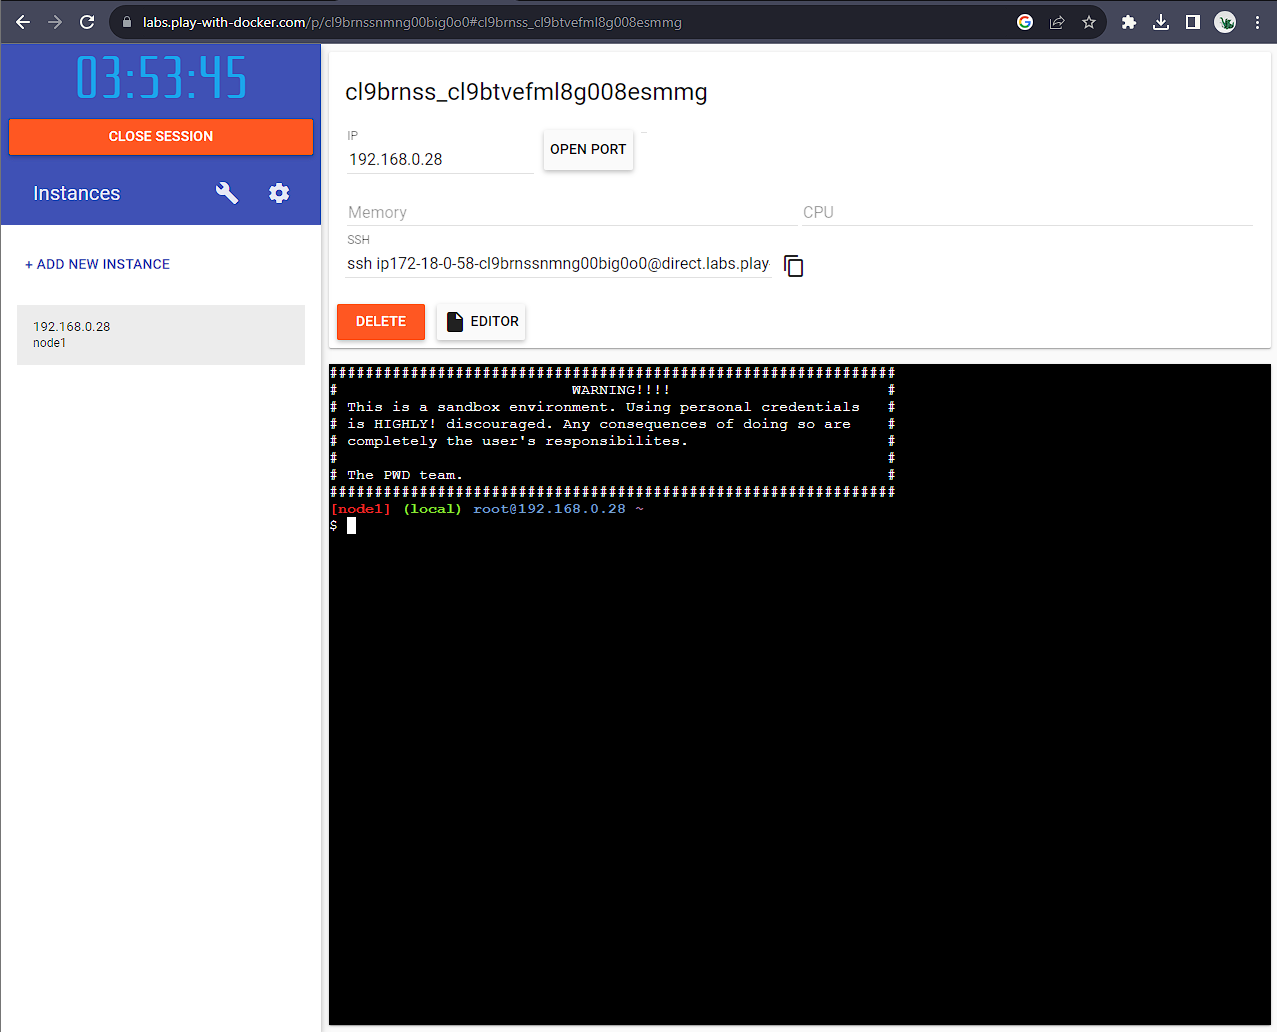 labs.play-with-docker.com/p/cl9brnssnmng00big0o0#cl9brnss_cl9btvefml8g008esmmg
03:53:45
CLOSE SESSION
Instances
+ ADD NEW INSTANCE
192.168.0.28
node1
cl9brnss_cl9btvefml8g008esmmg
IP
192.168.0.28
OPEN PORT
Memory
CPU
SSH
ssh ip172-18-0-58-cl9brnssnmng00big0o0@direct.labs.play
DELETE
EDITOR
###############################################################
# WARNING!!!! #
# This is a sandbox environment. Using personal credentials #
# is HIGHLY! discouraged. Any consequences of doing so are #
# completely the user's responsibilites. #
# #
# The PWD team. #
###############################################################
[node1] (local) root@192.168.0.28 ~
$